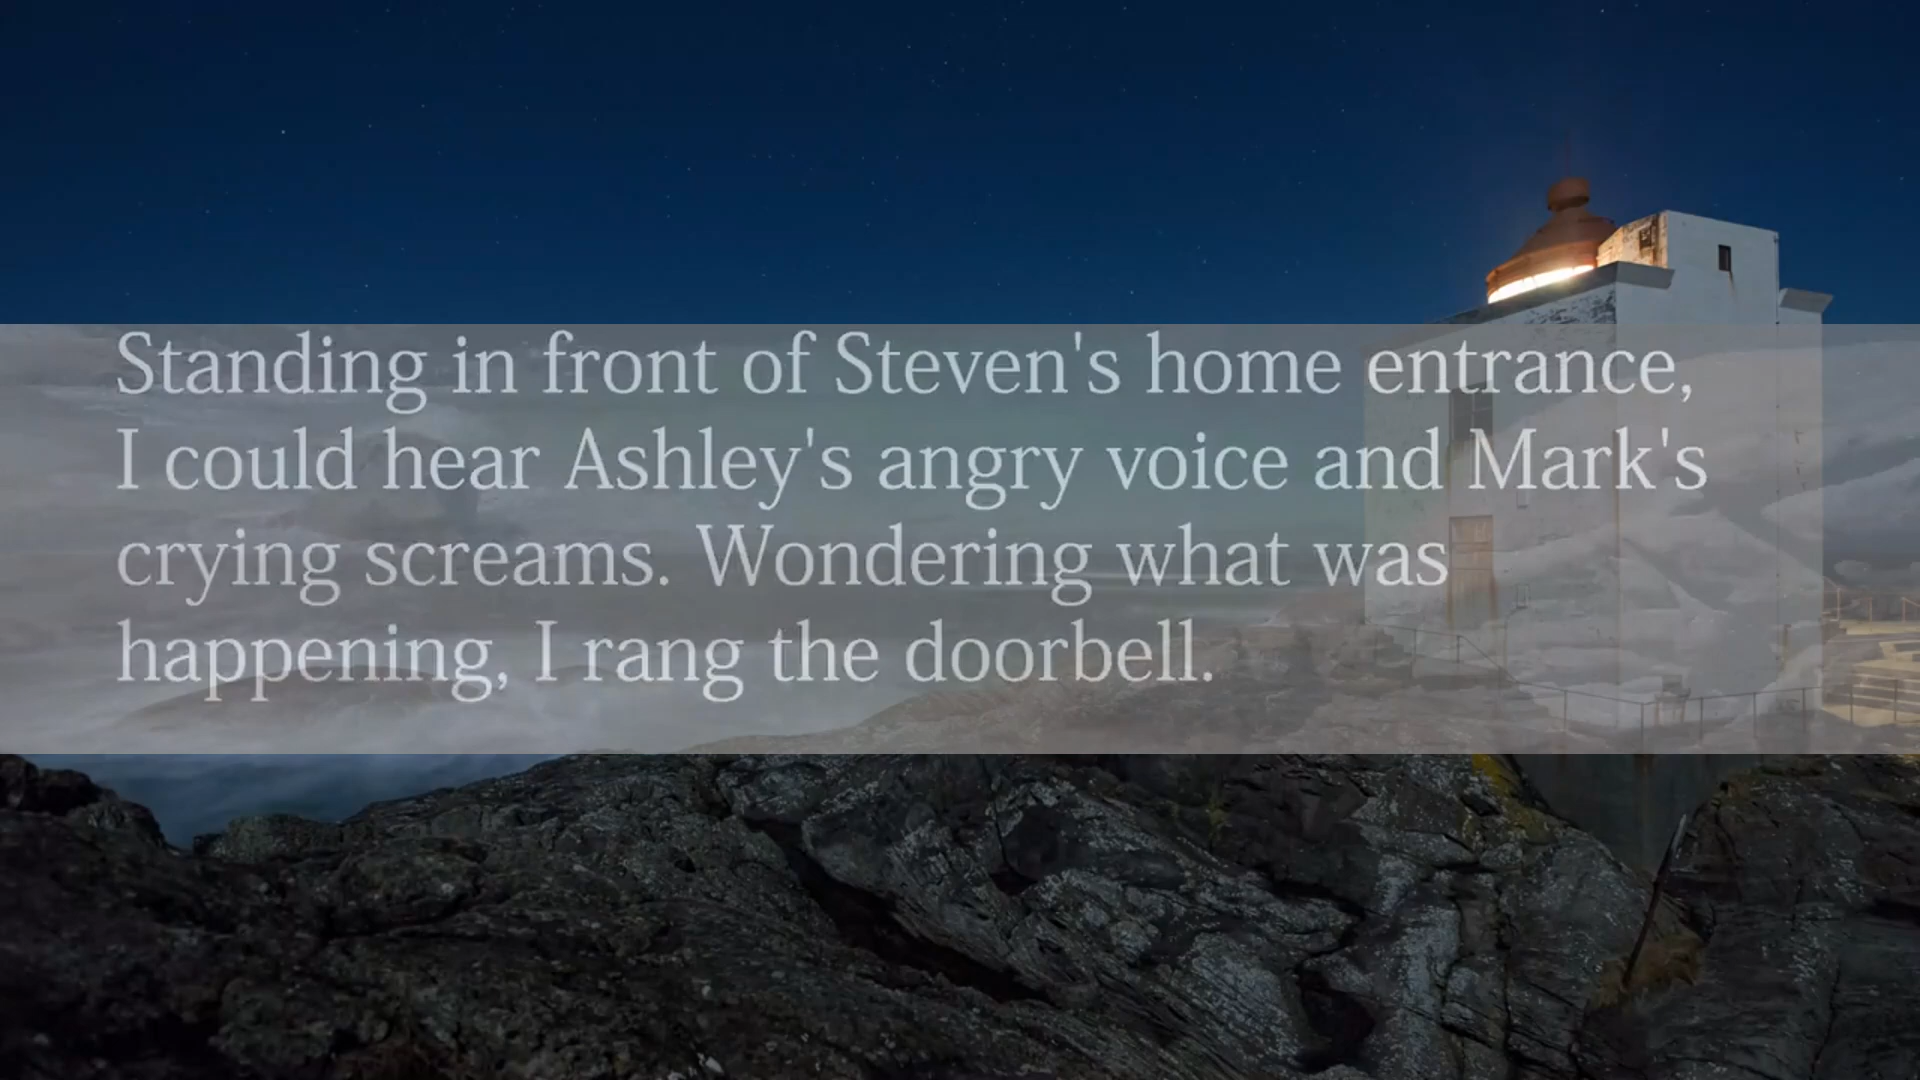 Standing in front of Steven's home entrance,
I could hear Ashley's angry voice and Mark's
crying screams. Wondering what was
happening, I rang the doorbell.